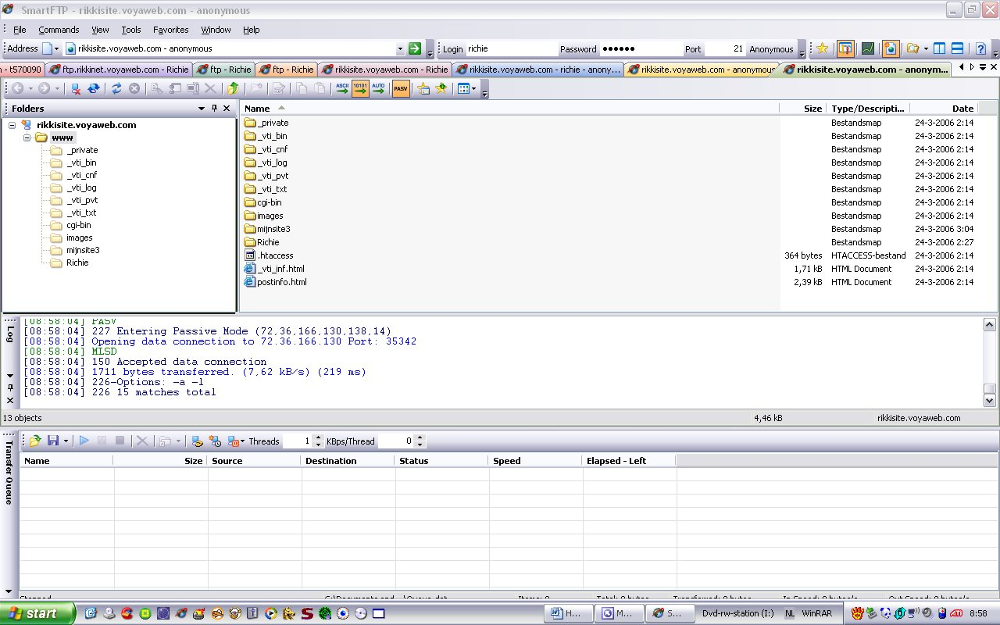 SmartFTP - rikkisite.voyaweb.com - anonymous
File Commands View Tools Favorites Window Help
Address rikkisite.voyaweb.com - anonymous Login richie Password ●●●●●● Port 21 Anonymous
n - t570090 ftp.rikkinet.voyaweb.com - Richie ftp - Richie ftp - Richie rikkisite.voyaweb.com - Richie rikkisite.voyaweb.com - richie - anony... rikkisite.voyaweb.com - anonymous rikkisite.voyaweb.com - anonym...
ASCII 10101 AUTO PASV
Folders
rikkisite.voyaweb.com
www
_private
_vti_bin
_vti_cnf
_vti_log
_vti_pvt
_vti_txt
cgi-bin
images
mijnsite3
Richie
Name Size Type/Descripti... Date
_private Bestandsmap 24-3-2006 2:14
_vti_bin Bestandsmap 24-3-2006 2:14
_vti_cnf Bestandsmap 24-3-2006 2:14
_vti_log Bestandsmap 24-3-2006 2:14
_vti_pvt Bestandsmap 24-3-2006 2:14
_vti_txt Bestandsmap 24-3-2006 2:14
cgi-bin Bestandsmap 24-3-2006 2:14
images Bestandsmap 24-3-2006 2:14
mijnsite3 Bestandsmap 24-3-2006 3:04
Richie Bestandsmap 24-3-2006 2:27
.htaccess 364 bytes HTACCESS-bestand 24-3-2006 2:14
_vti_inf.html 1,71 kB HTML Document 24-3-2006 2:14
postinfo.html 2,39 kB HTML Document 24-3-2006 2:14
Log
[08:58:04] PASV
[08:58:04] 227 Entering Passive Mode (72,36,166,130,138,14)
[08:58:04] Opening data connection to 72.36.166.130 Port: 35342
[08:58:04] MLSD
[08:58:04] 150 Accepted data connection
[08:58:04] 1711 bytes transferred. (7,62 kB/s) (219 ms)
[08:58:04] 226-Options: -a -l
[08:58:04] 226 15 matches total
13 objects 4,46 kB rikkisite.voyaweb.com
Transfer Queue
Threads 1 KBps/Thread 0
Name Size Source Destination Status Speed Elapsed - Left
start H... M... S... Dvd-rw-station (I:) NL WinRAR 8:58